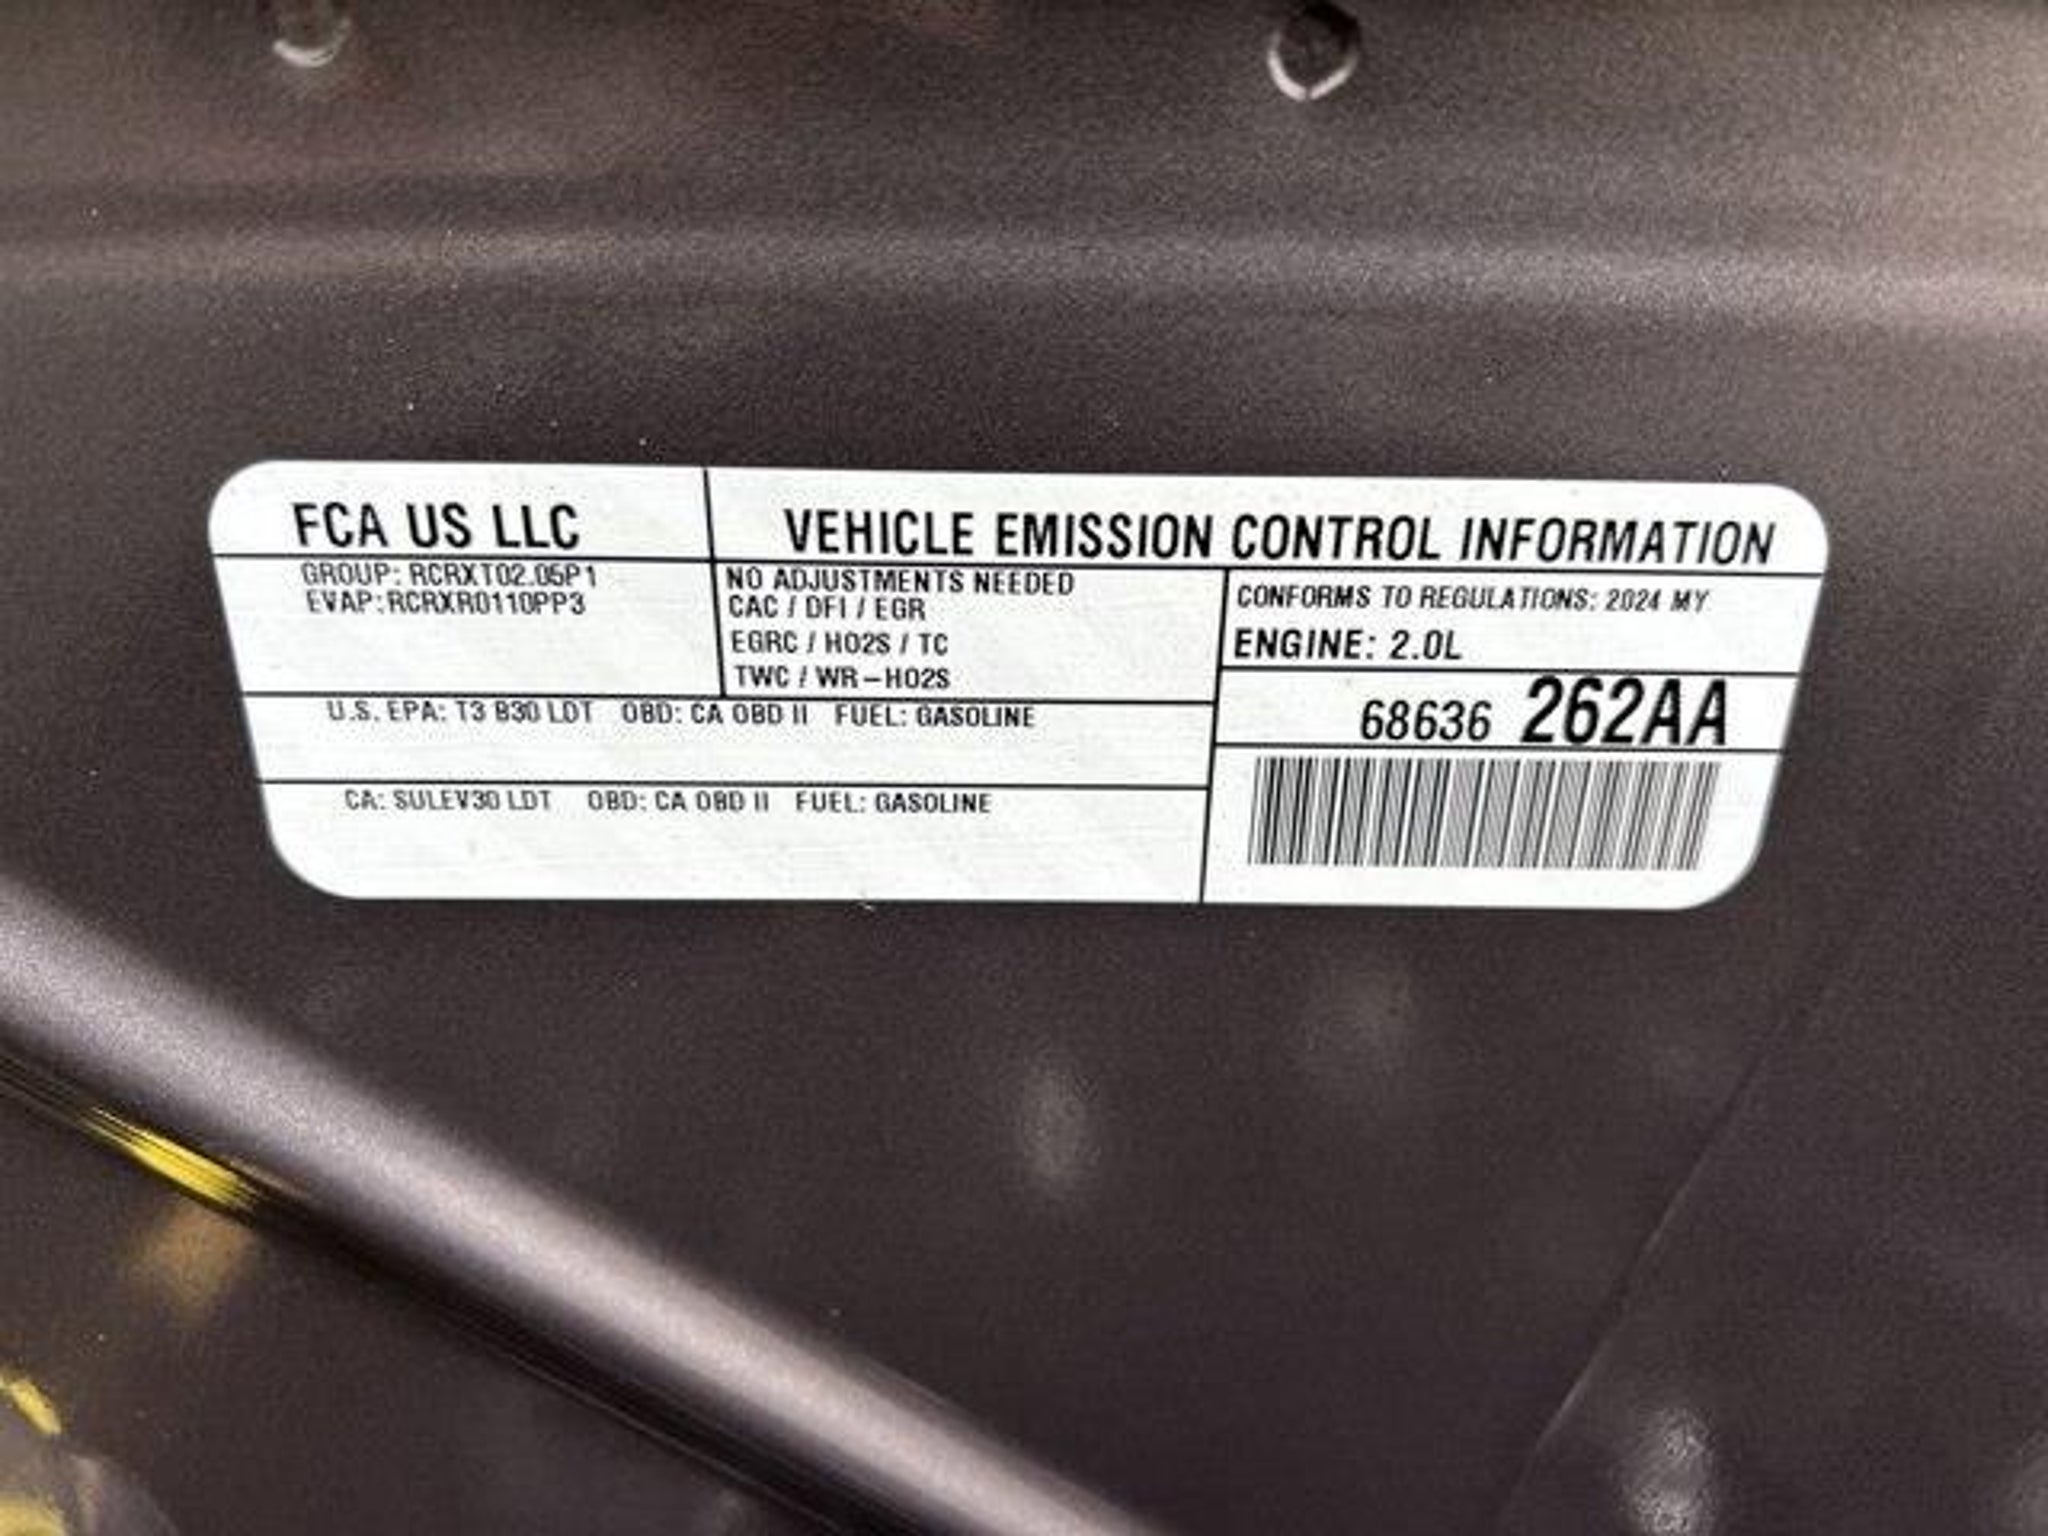 FCA US LLC
VEHICLE EMISSION CONTROL INFORMATION
GROUP: RCRXT02.05P1
EVAP:RCRXR0110PP3
NO ADJUSTMENTS NEEDED
CAC / DFI / EGR
EGRC / HO2S / TC
TWC / WR-HO2S
CONFORMS TO REGULATIONS: 2024 MY
ENGINE: 2.0L
U.S. EPA: T3 B30 LDT OBD: CA OBD II FUEL: GASOLINE
68636 262AA
CA: SULEV30 LDT OBD: CA OBD II FUEL: GASOLINE